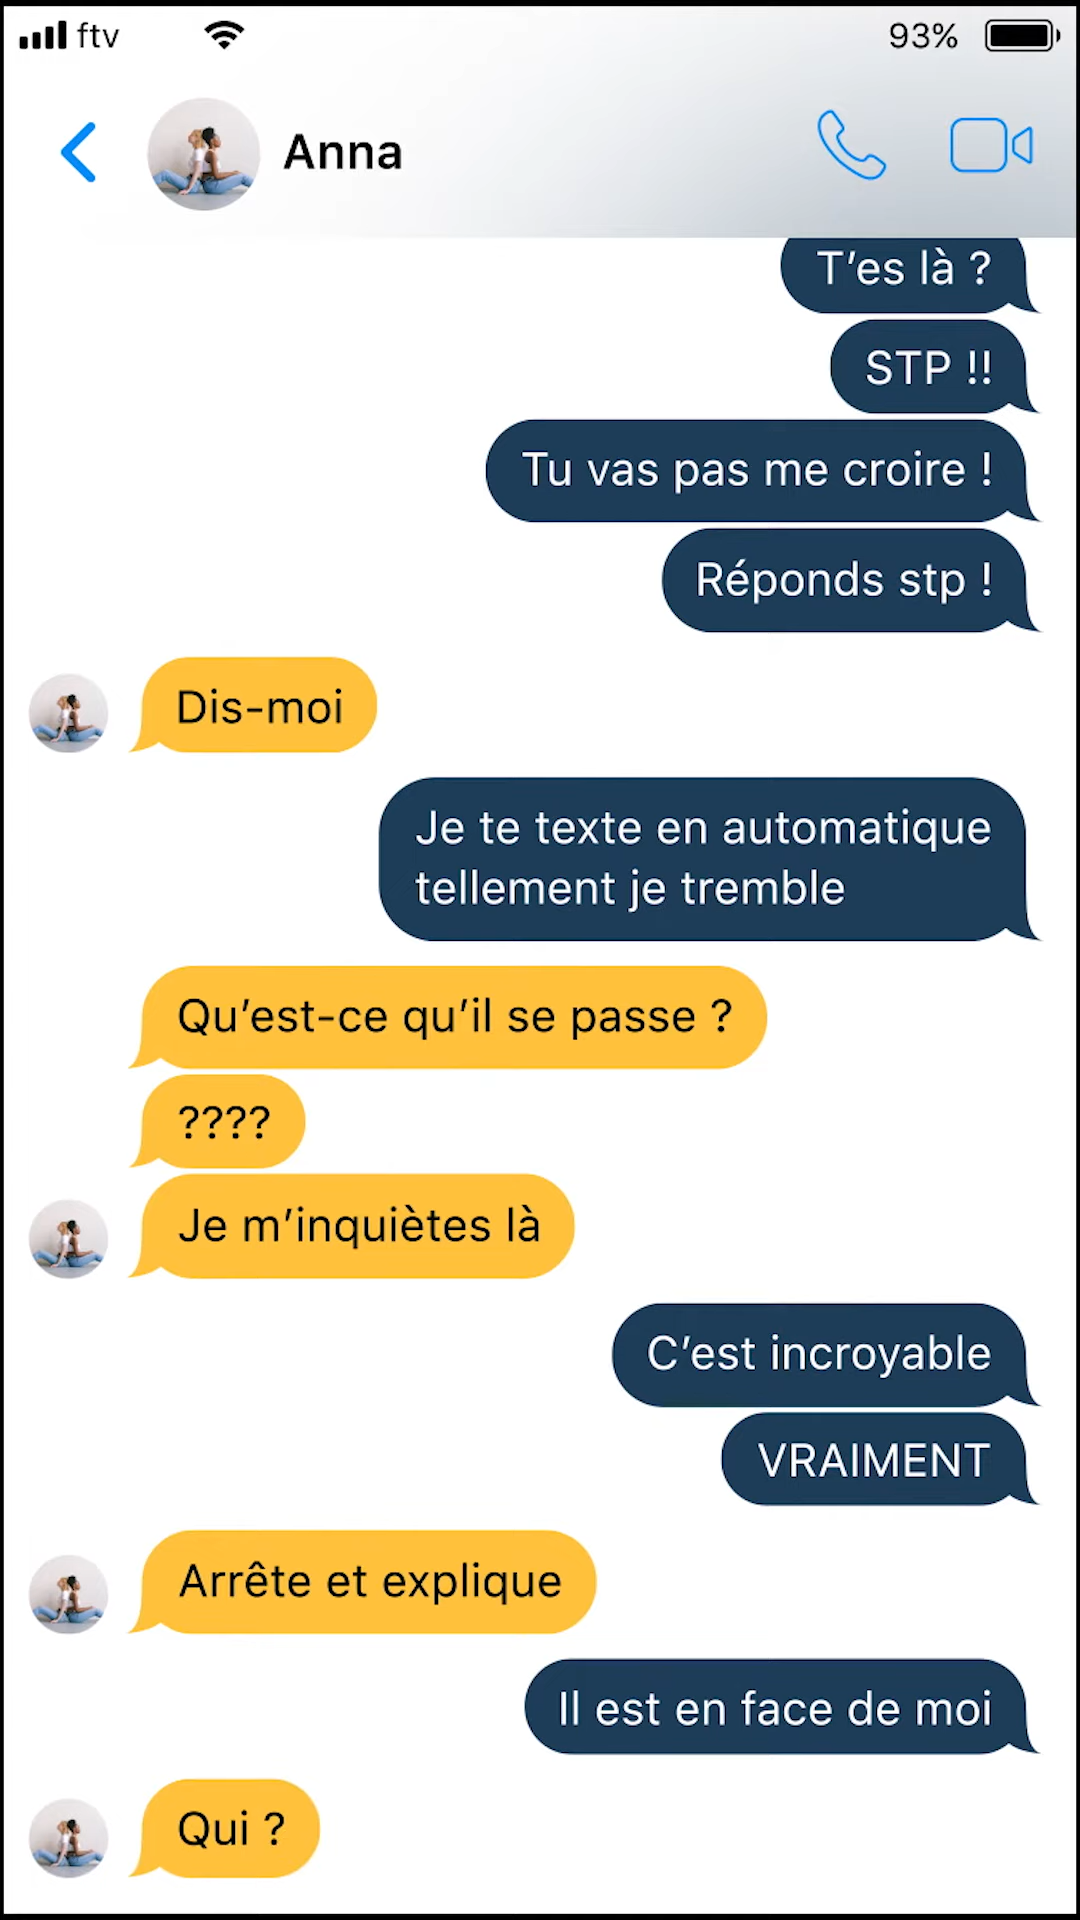 ftv
93%
Anna
T’es là ?
STP !!
Tu vas pas me croire !
Réponds stp !
Dis-moi
Je te texte en automatique
tellement je tremble
Qu’est-ce qu’il se passe ?
????
Je m’inquiètes là
C’est incroyable
VRAIMENT
Arrête et explique
Il est en face de moi
Qui ?